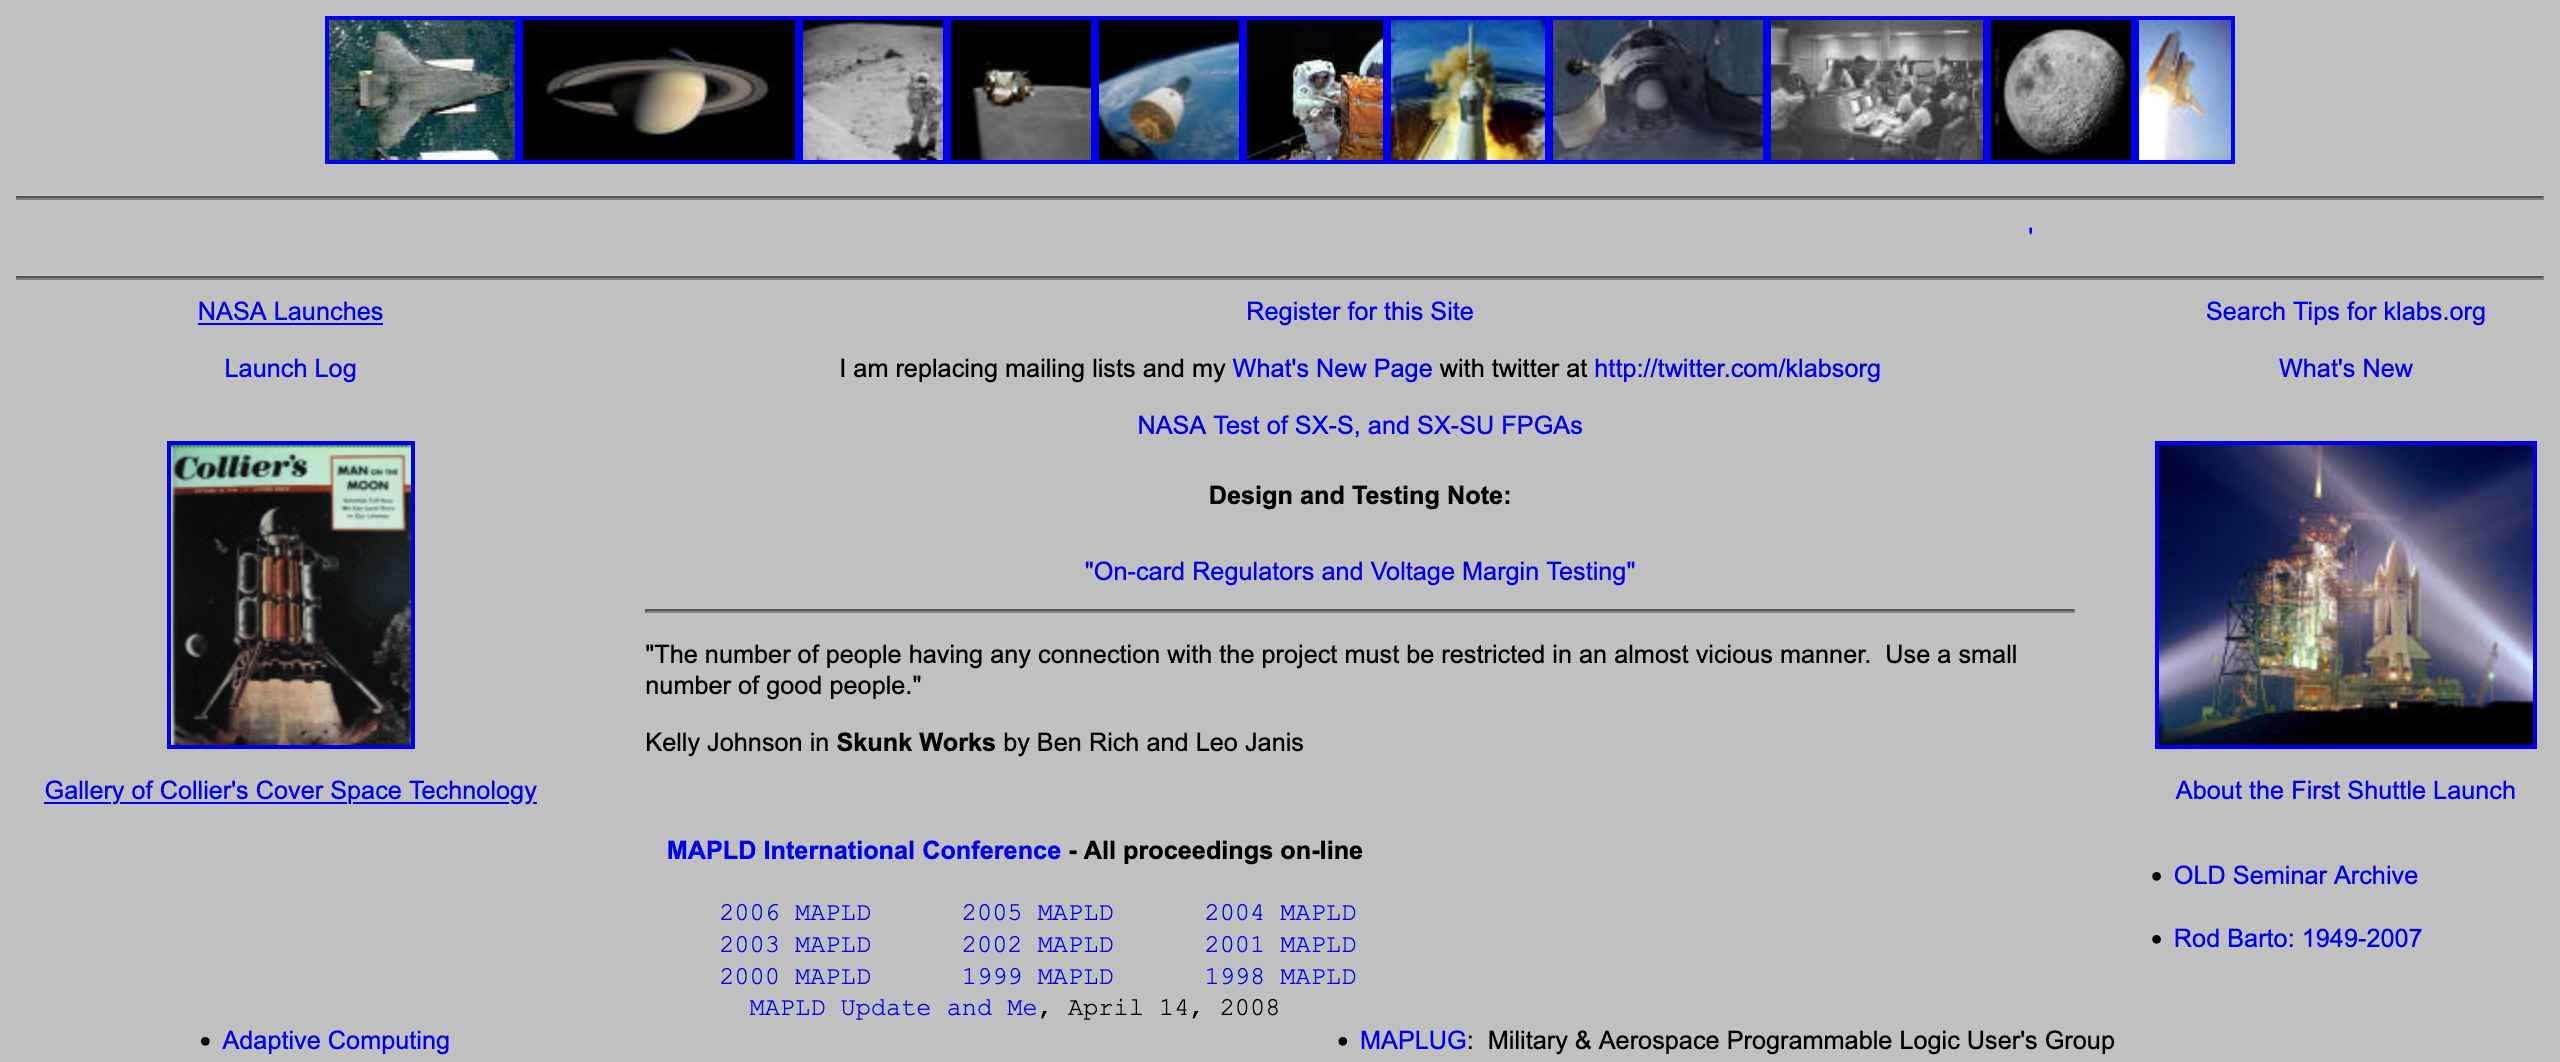 '
NASA Launches
Register for this Site
Search Tips for klabs.org
Launch Log
I am replacing mailing lists and my What's New Page with twitter at http://twitter.com/klabsorg
What's New
NASA Test of SX-S, and SX-SU FPGAs
Collier's
MAN ON THE
MOON
Design and Testing Note:
"On-card Regulators and Voltage Margin Testing"
"The number of people having any connection with the project must be restricted in an almost vicious manner.  Use a small
number of good people."
Kelly Johnson in Skunk Works by Ben Rich and Leo Janis
Gallery of Collier's Cover Space Technology
About the First Shuttle Launch
MAPLD International Conference - All proceedings on-line
• OLD Seminar Archive
2006 MAPLD 2005 MAPLD 2004 MAPLD
• Rod Barto: 1949-2007
2003 MAPLD 2002 MAPLD 2001 MAPLD
2000 MAPLD 1999 MAPLD 1998 MAPLD
MAPLD Update and Me, April 14, 2008
• Adaptive Computing
• MAPLUG:  Military & Aerospace Programmable Logic User's Group